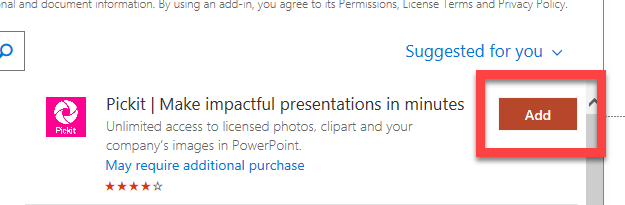 onal and document information. By using an add-in, you agree to its Permissions, License Terms and Privacy Policy.
Suggested for you
Pickit | Make impactful presentations in minutes
Add
Pickit
Unlimited access to licensed photos, clipart and your
company's images in PowerPoint.
May require additional purchase